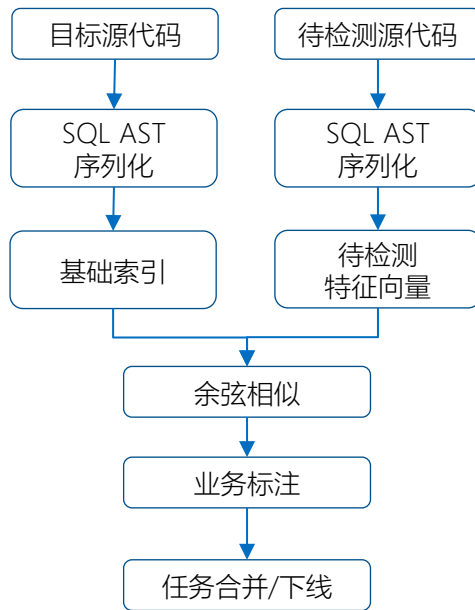 目标源代码
待检测源代码
SQL AST
序列化
SQL AST
序列化
基础索引
待检测
特征向量
余弦相似
业务标注
任务合并/下线